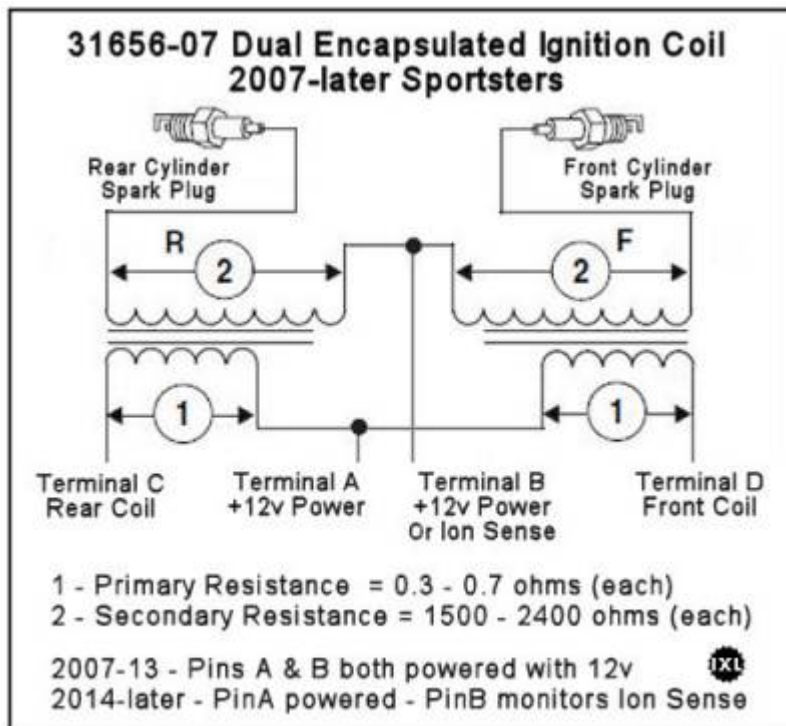 31656-07 Dual Encapsulated Ignition Coil
2007-later Sportsters
Rear Cylinder
Spark Plug
Front Cylinder
Spark Plug
R
2
2
F
1
1
Terminal C
Rear Coil
Terminal A
+12v Power
Terminal B
+12v Power
Or Ion Sense
Terminal D
Front Coil
1 - Primary Resistance = 0.3 - 0.7 ohms (each)
2 - Secondary Resistance = 1500 - 2400 ohms (each)
2007-13 - Pins A & B both powered with 12v
IXL
2014-later - PinA powered - PinB monitors Ion Sense